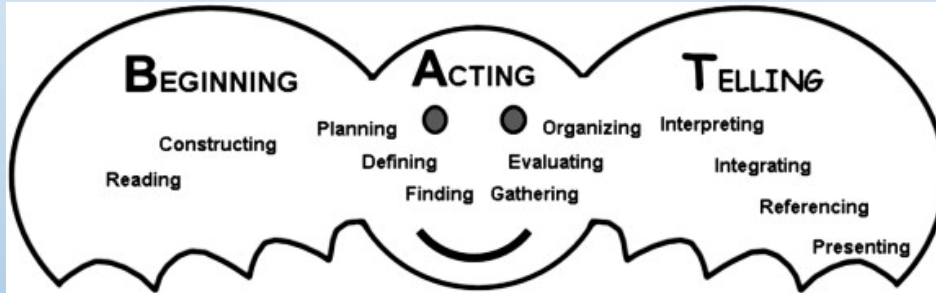 BEGINNING
Constructing
Reading
ACTING
Planning
Organizing
Defining
Evaluating
Finding
Gathering
TELLING
Interpreting
Integrating
Referencing
Presenting